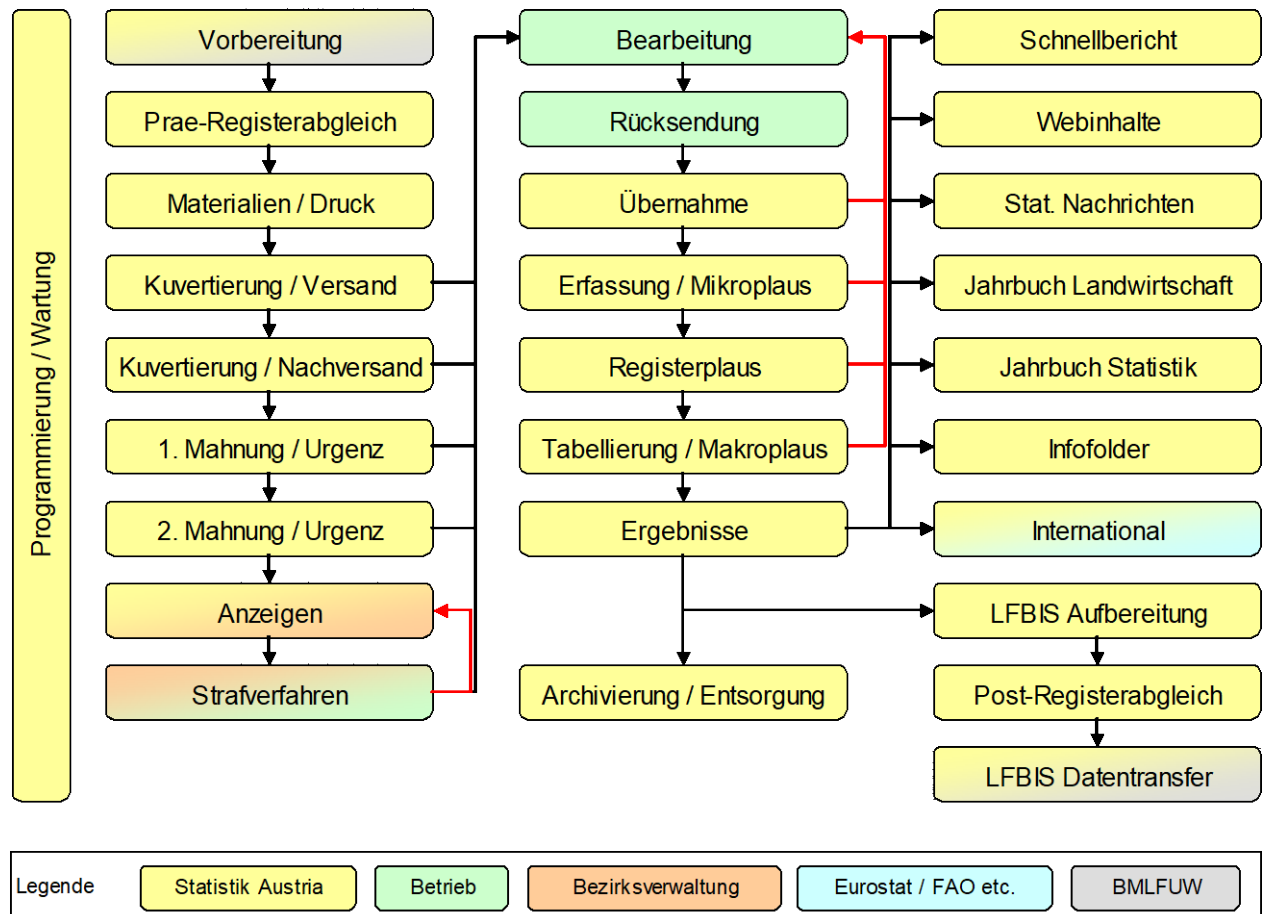 Programmierung / Wartung
Vorbereitung
Prae-Registerabgleich
Materialien / Druck
Kuvertierung / Versand
Kuvertierung / Nachversand
1. Mahnung / Urgenz
2. Mahnung / Urgenz
Anzeigen
Strafverfahren
Bearbeitung
Rücksendung
Übernahme
Erfassung / Mikroplaus
Registerplaus
Tabellierung / Makroplaus
Ergebnisse
Archivierung / Entsorgung
Schnellbericht
Webinhalte
Stat. Nachrichten
Jahrbuch Landwirtschaft
Jahrbuch Statistik
Infofolder
International
LFBIS Aufbereitung
Post-Registerabgleich
LFBIS Datentransfer
Legende
Statistik Austria
Betrieb
Bezirksverwaltung
Eurostat / FAO etc.
BMLFUW